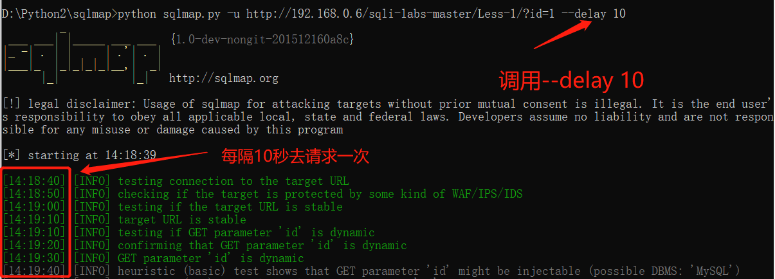 D:\Python2\sqlmap>python sqlmap.py -u http://192.168.0.6/sqli-labs-master/Less-1/?id=1 --delay 10
{1.0-dev-nongit-201512160a8c}
http://sqlmap.org
调用--delay 10
[!] legal disclaimer: Usage of sqlmap for attacking targets without prior mutual consent is illegal. It is the end user'
s responsibility to obey all applicable local, state and federal laws. Developers assume no liability and are not respon
sible for any misuse or damage caused by this program
[*] starting at 14:18:39
每隔10秒去请求一次
[14:18:40] [INFO] testing connection to the target URL
[14:18:50] [INFO] checking if the target is protected by some kind of WAF/IPS/IDS
[14:19:00] [INFO] testing if the target URL is stable
[14:19:10] [INFO] target URL is stable
[14:19:10] [INFO] testing if GET parameter 'id' is dynamic
[14:19:20] [INFO] confirming that GET parameter 'id' is dynamic
[14:19:30] [INFO] GET parameter 'id' is dynamic
[14:19:40] [INFO] heuristic (basic) test shows that GET parameter 'id' might be injectable (possible DBMS: 'MySQL')